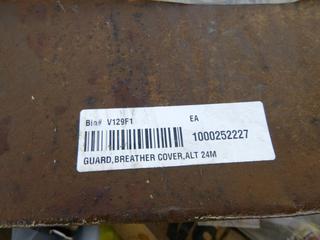 Bin# V129F1 EA
1000252227
GUARD,BREATHER COVER,ALT 24M